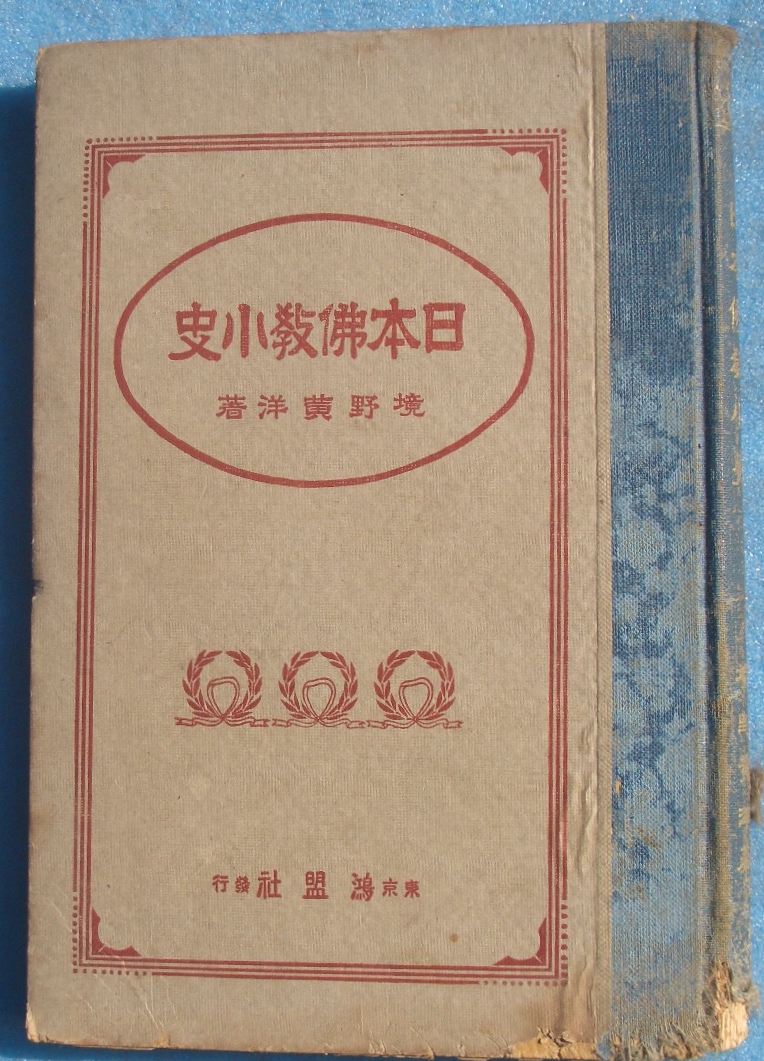 日本佛教小史
境野黄洋著
東京 鴻盟社 發行